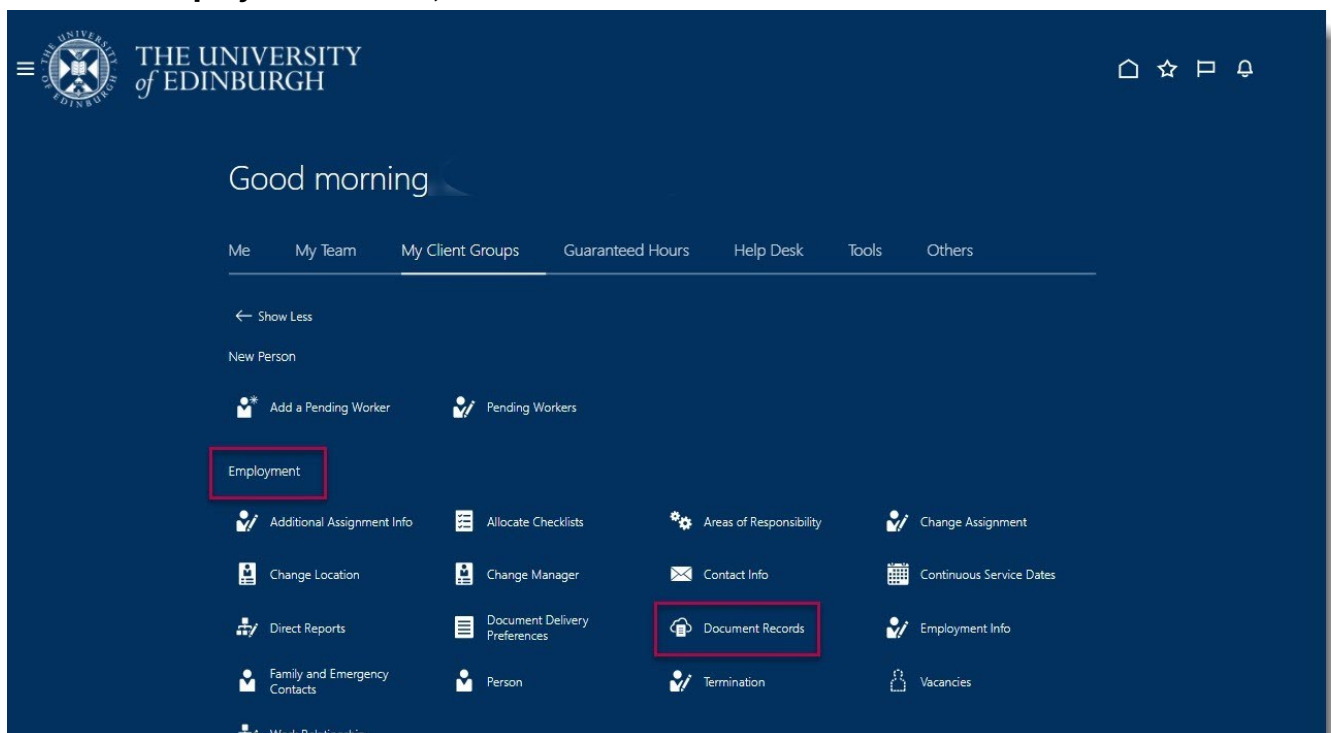 THE UNIVERSITY
of EDINBURGH
Good morning
Me My Team My Client Groups Guaranteed Hours Help Desk Tools Others
← Show Less
New Person
Add a Pending Worker Pending Workers
Employment
Additional Assignment Info Allocate Checklists Areas of Responsibility Change Assignment
Change Location Change Manager Contact Info Continuous Service Dates
Direct Reports Document Delivery Preferences Document Records Employment Info
Family and Emergency Contacts Person Termination Vacancies